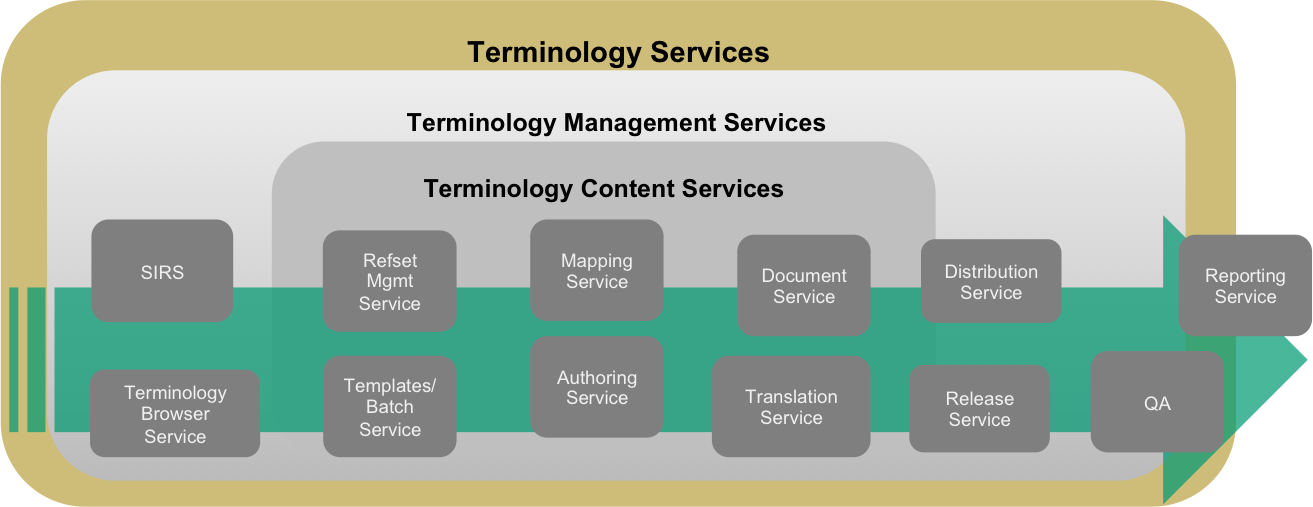 Terminology Services
Terminology Management Services
Terminology Content Services
SIRS
Refset
Mgmt
Service
Mapping
Service
Document
Service
Distribution
Service
Reporting
Service
Terminology
Browser
Service
Templates/
Batch
Service
Authoring
Service
Translation
Service
Release
Service
QA